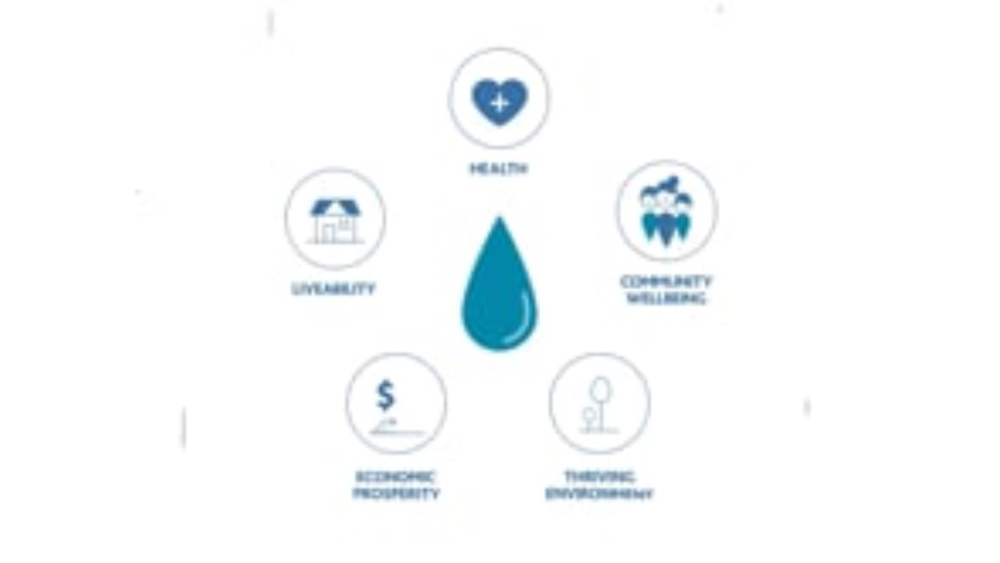 HEALTH
LIVEABILITY
COMMUNITY
WELLBEING
$
ECONOMIC
PROSPERITY
THRIVING
ENVIRONMENT